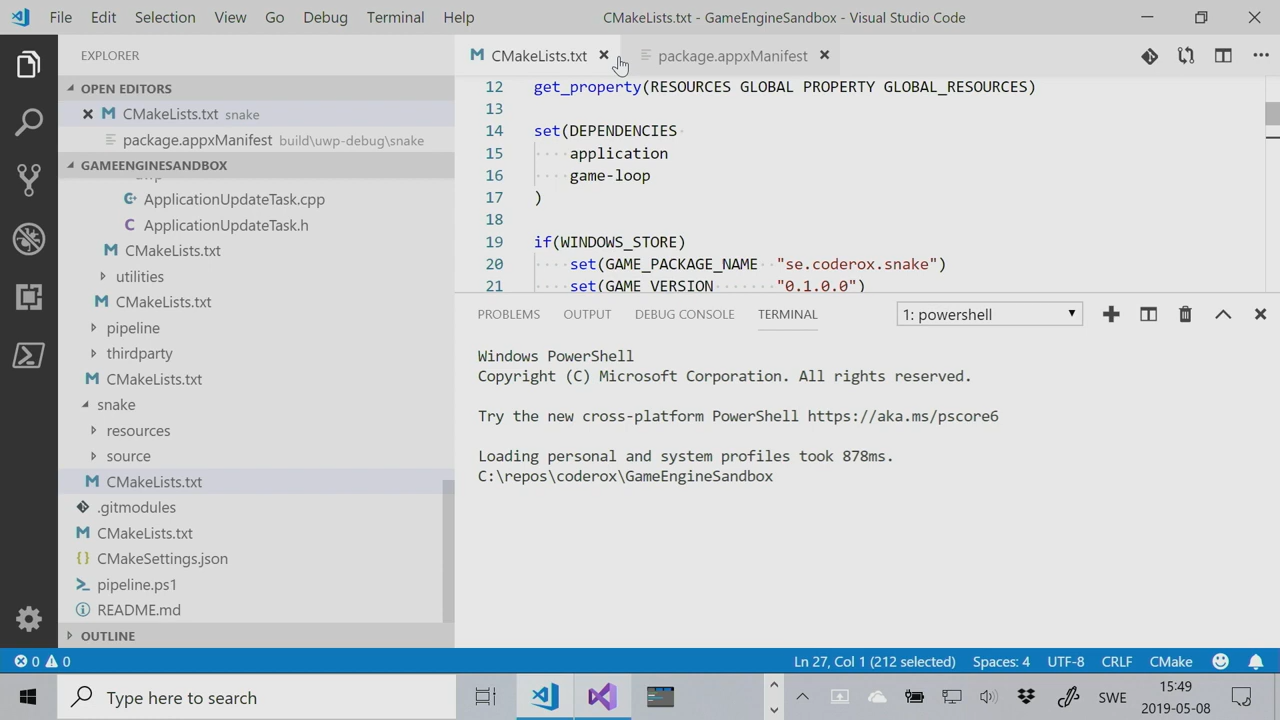 File Edit Selection View Go Debug Terminal Help
CMakeLists.txt - GameEngineSandbox - Visual Studio Code
EXPLORER
OPEN EDITORS
CMakeLists.txt snake
package.appxManifest build\uwp-debug\snake
GAMEENGINESANDBOX
ApplicationUpdateTask.cpp
ApplicationUpdateTask.h
CMakeLists.txt
utilities
CMakeLists.txt
pipeline
thirdparty
CMakeLists.txt
snake
resources
source
CMakeLists.txt
.gitmodules
CMakeLists.txt
CMakeSettings.json
pipeline.ps1
README.md
OUTLINE
CMakeLists.txt
package.appxManifest
12 get_property(RESOURCES GLOBAL PROPERTY GLOBAL_RESOURCES)
13
14 set(DEPENDENCIES
15 application
16 game-loop
17 )
18
19 if(WINDOWS_STORE)
20 set(GAME_PACKAGE_NAME "se.coderox.snake")
21 set(GAME_VERSION "0.1.0.0")
PROBLEMS OUTPUT DEBUG CONSOLE TERMINAL
1: powershell
Windows PowerShell
Copyright (C) Microsoft Corporation. All rights reserved.
Try the new cross-platform PowerShell https://aka.ms/pscore6
Loading personal and system profiles took 878ms.
C:\repos\coderox\GameEngineSandbox
0 0
Ln 27, Col 1 (212 selected) Spaces: 4 UTF-8 CRLF CMake
Type here to search
SWE
15:49
2019-05-08